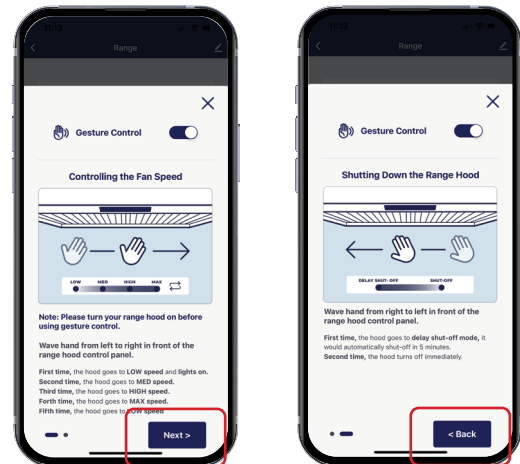 11:13
Range
Gesture Control
Controlling the Fan Speed
LOW MED HIGH MAX
Note: Please turn your range hood on before
using gesture control.
Wave hand from left to right in front of the
range hood control panel.
First time, the hood goes to LOW speed and lights on.
Second time, the hood goes to MED speed.
Third time, the hood goes to HIGH speed.
Forth time, the hood goes to MAX speed.
Fifth time, the hood goes to LOW speed
Next >
11:13
Range
Gesture Control
Shutting Down the Range Hood
DELAY SHUT-OFF SHUT-OFF
Wave hand from right to left in front of the
range hood control panel.
First time, the hood goes to delay shut-off mode, it
would automatically shut-off in 5 minutes.
Second time, the hood turns off immediately.
< Back